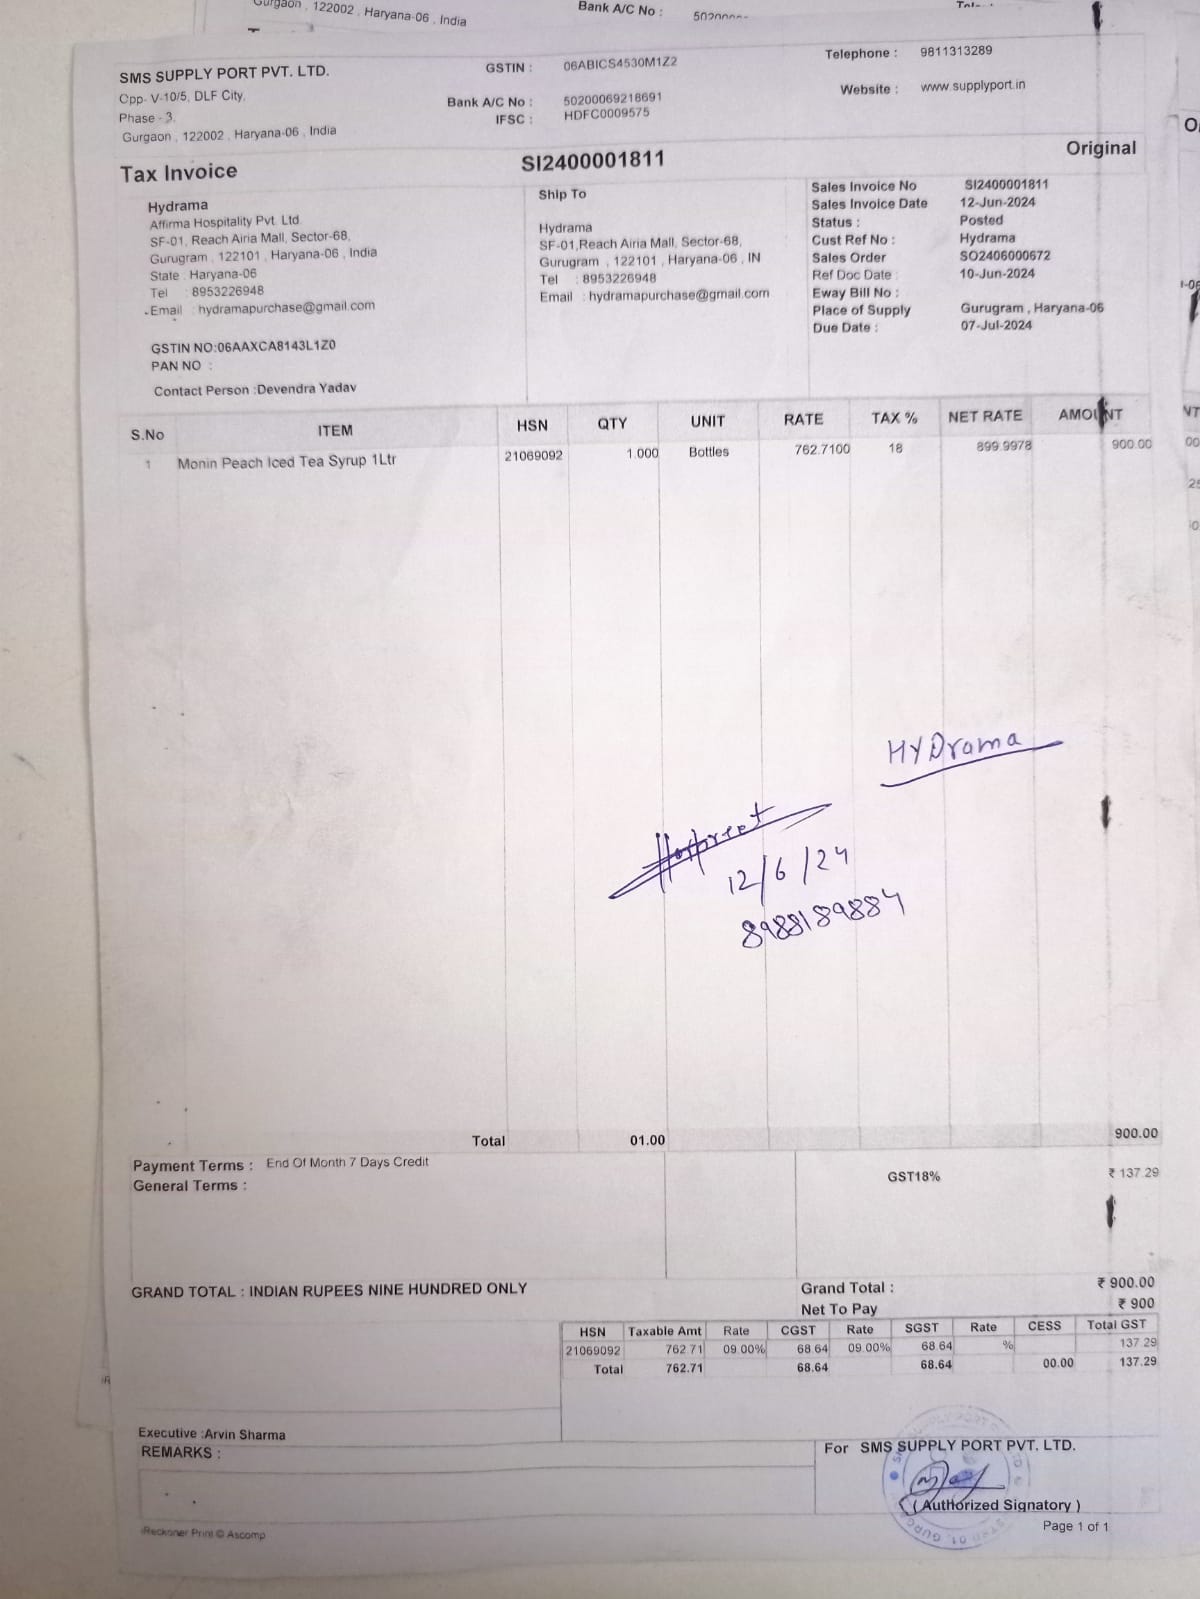 Gurgaon , 122002 , Haryana-06 , India
Bank A/C No :
SMS SUPPLY PORT PVT. LTD.
Cpp- V-10/5, DLF City,
Phase - 3,
Gurgaon , 122002 , Haryana-06 , India
GSTIN : 06ABICS4530M1Z2
Bank A/C No : 50200069218691
IFSC : HDFC0009575
Telephone : 9811313289
Website : www.supplyport.in
Tax Invoice
SI2400001811
Original
Hydrama
Affirma Hospitality Pvt. Ltd.
SF-01, Reach Airia Mall, Sector-68,
Gurugram , 122101 , Haryana-06 , India
State : Haryana-06
Tel : 8953226948
Email : hydramapurchase@gmail.com
GSTIN NO:06AAXCA8143L1Z0
PAN NO :
Contact Person :Devendra Yadav
Ship To
Hydrama
SF-01,Reach Airia Mall, Sector-68,
Gurugram , 122101 , Haryana-06 , IN
Tel : 8953226948
Email : hydramapurchase@gmail.com
Sales Invoice No SI2400001811
Sales Invoice Date 12-Jun-2024
Status : Posted
Cust Ref No : Hydrama
Sales Order SO2406000672
Ref Doc Date : 10-Jun-2024
Eway Bill No :
Place of Supply Gurugram , Haryana-06
Due Date : 07-Jul-2024
S.No ITEM HSN QTY UNIT RATE TAX % NET RATE AMOUNT
1 Monin Peach Iced Tea Syrup 1Ltr 21069092 1.000 Bottles 762.7100 18 899.9978 900.00
HYDrama
Harpreet
12/6/24
8988189884
Total 01.00 900.00
Payment Terms : End Of Month 7 Days Credit
General Terms :
GST18% ₹ 137.29
GRAND TOTAL : INDIAN RUPEES NINE HUNDRED ONLY
Grand Total : ₹ 900.00
Net To Pay ₹ 900
HSN Taxable Amt Rate CGST Rate SGST Rate CESS Total GST
21069092 762.71 09.00% 68.64 09.00% 68.64 % 137.29
Total 762.71 68.64 68.64 00.00 137.29
Executive :Arvin Sharma
REMARKS :
For SMS SUPPLY PORT PVT. LTD.
( Authorized Signatory )
iReckoner Print © Ascomp
Page 1 of 1